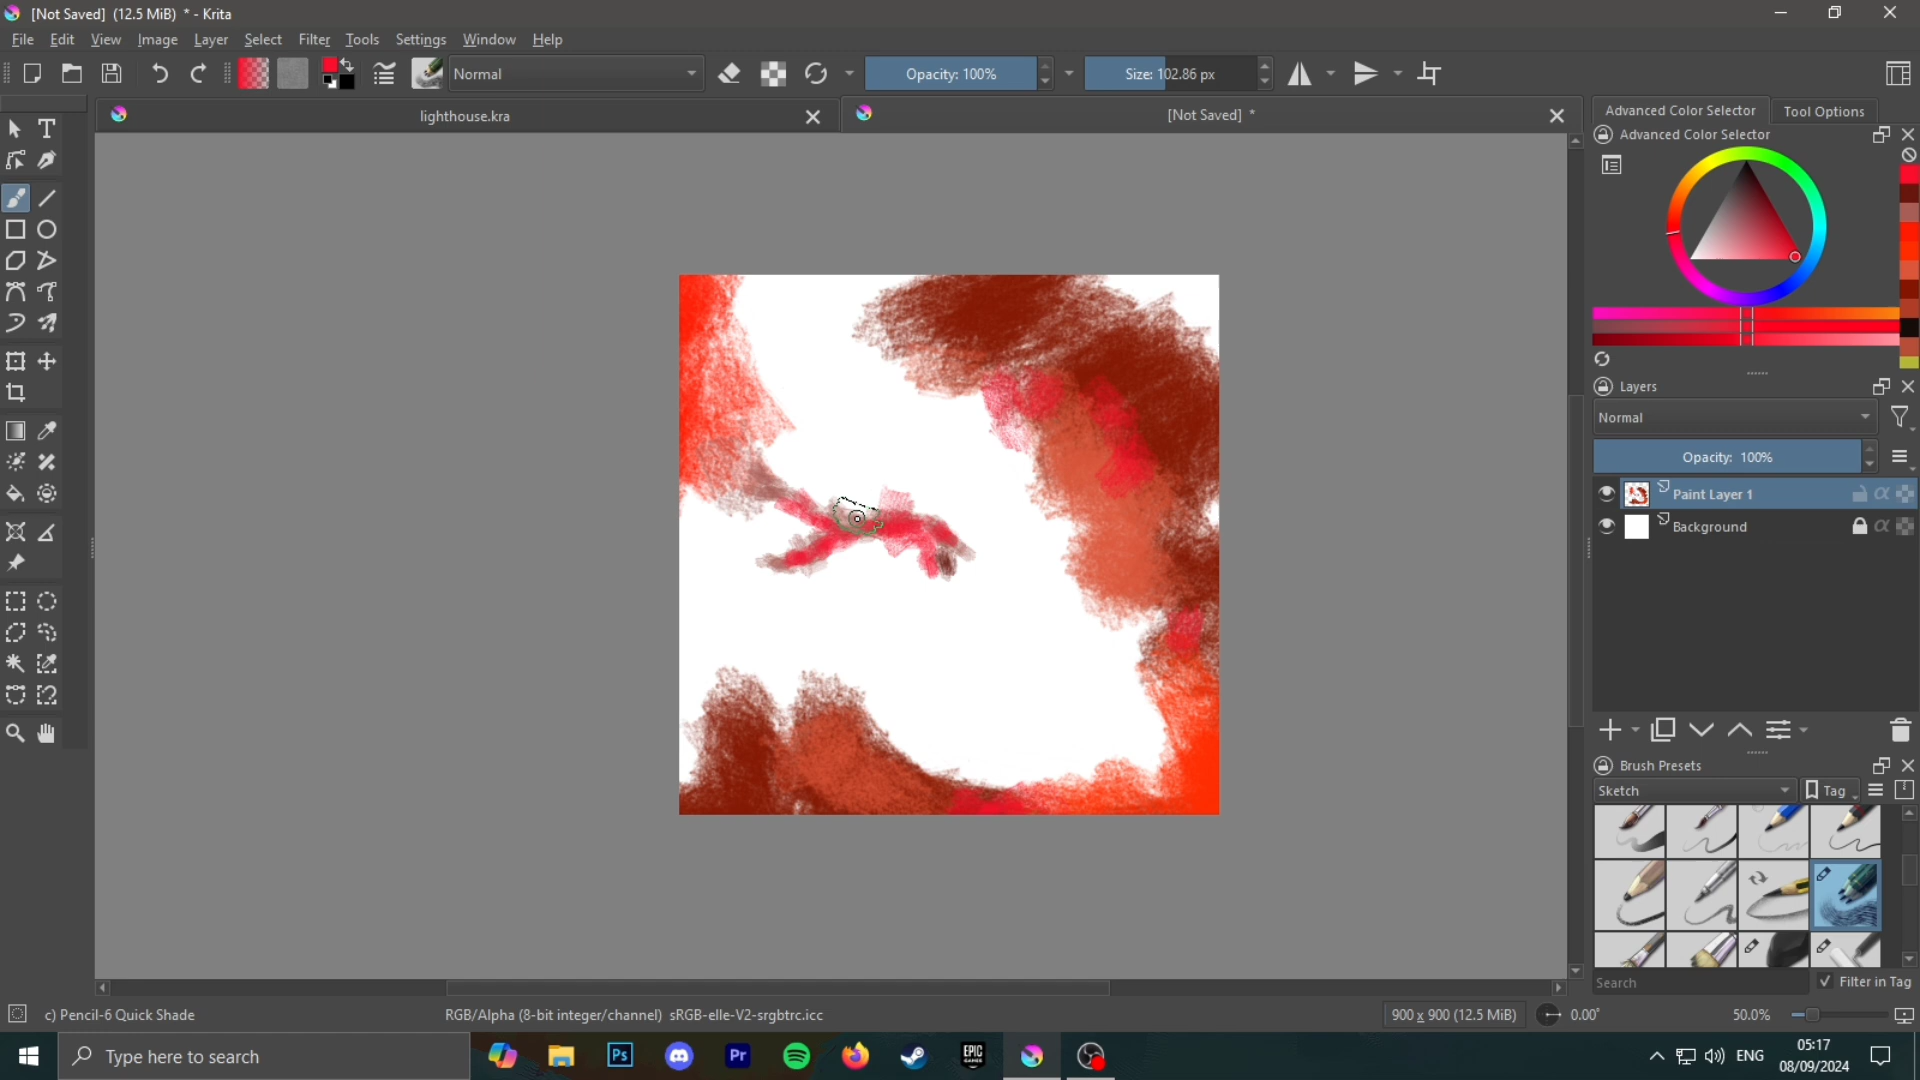 [Not Saved]  (12.5 MiB)  * - Krita
File Edit View Image Layer Select Filter Tools Settings Window Help
Normal
Opacity: 100%
Size: 102.86 px
lighthouse.kra
[Not Saved] *
Advanced Color Selector
Tool Options
Advanced Color Selector
Layers
Normal
Opacity:  100%
Paint Layer 1
Background
Brush Presets
Sketch
Tag
Search
Filter in Tag
c) Pencil-6 Quick Shade
RGB/Alpha (8-bit integer/channel)  sRGB-elle-V2-srgbtrc.icc
900 x 900 (12.5 MiB)
0.00°
50.0%
Type here to search
Ps
Pr
EPIC
GAMES
ENG
05:17
08/09/2024